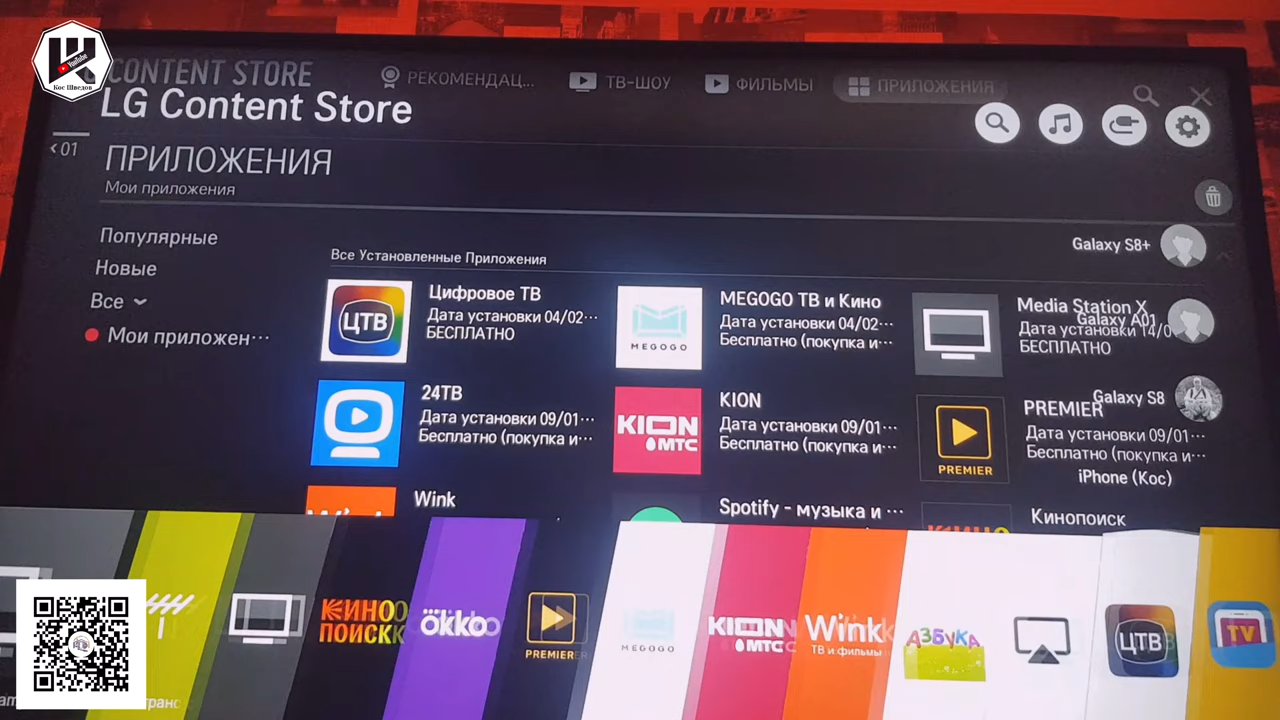 YouTube
Кос Шведов
CONTENT STORE
РЕКОМЕНДАЦ...
ТВ-ШОУ
ФИЛЬМЫ
ПРИЛОЖЕНИЯ
LG Content Store
<01
ПРИЛОЖЕНИЯ
Мои приложения
Популярные
Новые
Все
Мои приложен...
Galaxy S8+
Все Установленные Приложения
ЦТВ
Цифровое ТВ
Дата установки 04/02...
БЕСПЛАТНО
MEGOGO
MEGOGO ТВ и Кино
Дата установки 04/02...
Бесплатно (покупка и...
Media Station X
Galaxy A01
Дата установки 14/0
БЕСПЛАТНО
24ТВ
Дата установки 09/01...
Бесплатно (покупка и...
KION
МТС
KION
Дата установки 09/01...
Бесплатно (покупка и...
Galaxy S8
PREMIER
PREMIER
Дата установки 09/01...
Бесплатно (покупка и...
iPhone (Кос)
Wink
Spotify - музыка и ...
Кинопоиск
КИНО
ПОИСК
okko
PREMIER
MEGOGO
KION
МТС
Wink
ТВ и фильмы
АЗБУКА
ЦТВ
TV